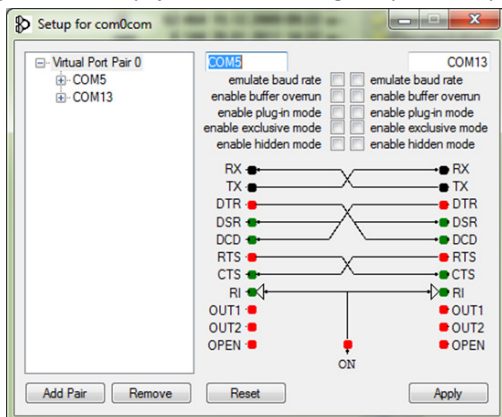 Setup for com0com
Virtual Port Pair 0
COM5
COM13
COM5 COM13
emulate baud rate emulate baud rate
enable buffer overrun enable buffer overrun
enable plug-in mode enable plug-in mode
enable exclusive mode enable exclusive mode
enable hidden mode enable hidden mode
RX RX
TX TX
DTR DTR
DSR DSR
DCD DCD
RTS RTS
CTS CTS
RI RI
OUT1 OUT1
OUT2 OUT2
OPEN OPEN
ON
Add Pair Remove Reset Apply